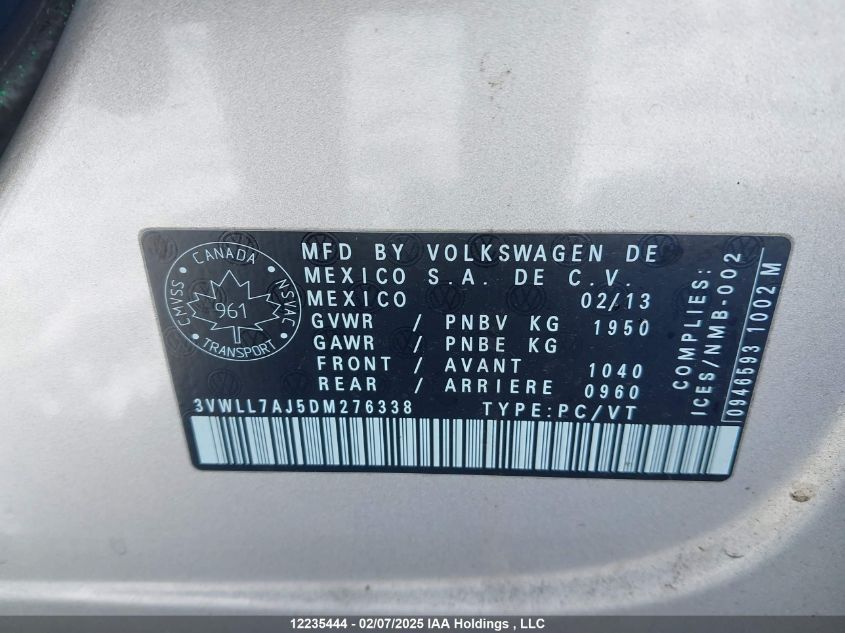 CANADA
CMVSS
961
NSVAC
TRANSPORT
MFD BY VOLKSWAGEN DE
MEXICO S.A. DE C.V.
MEXICO 02/13
GVWR / PNBV KG 1950
GAWR / PNBE KG
FRONT / AVANT 1040
REAR / ARRIERE 0960
3VWLL7AJ5DM276338 TYPE:PC/VT
COMPLIES:
ICES/NMB-002
0946593 1002 M
12235444 - 02/07/2025 IAA Holdings , LLC